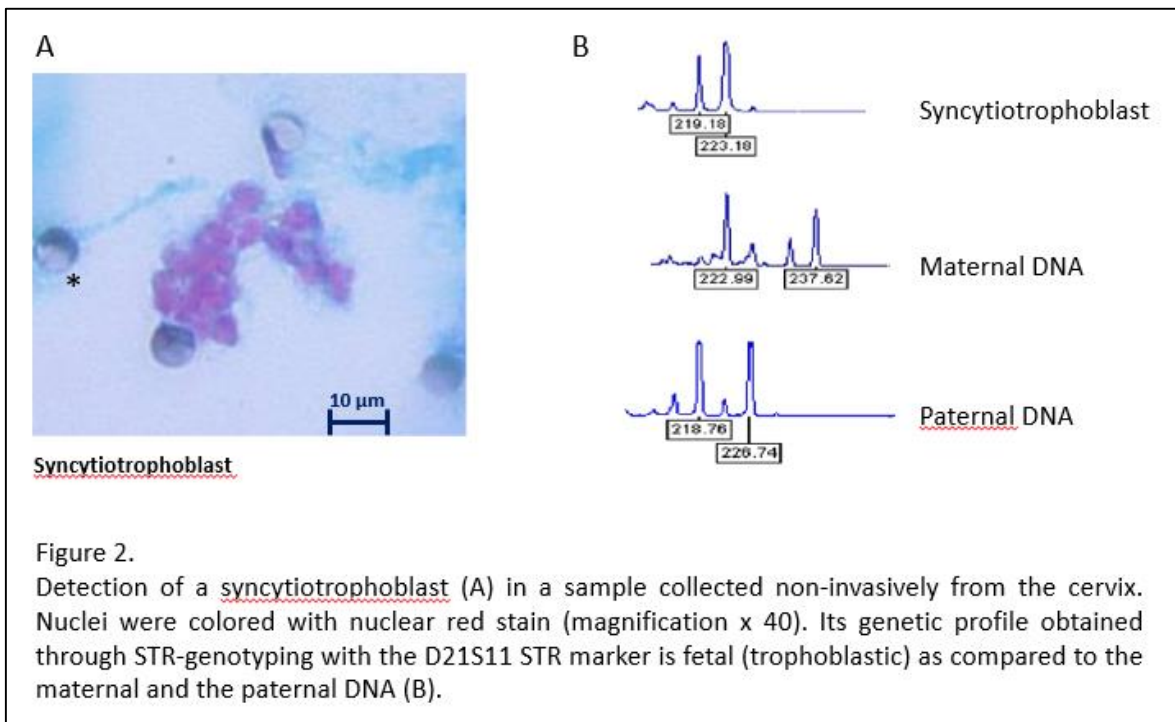 A
B
219.18
223.18
Syncytiotrophoblast
222.99
237.62
Maternal DNA
*
10 µm
218.76
226.74
Paternal DNA
Syncytiotrophoblast
Figure 2.
Detection of a syncytiotrophoblast (A) in a sample collected non-invasively from the cervix.
Nuclei were colored with nuclear red stain (magnification x 40). Its genetic profile obtained
through STR-genotyping with the D21S11 STR marker is fetal (trophoblastic) as compared to the
maternal and the paternal DNA (B).